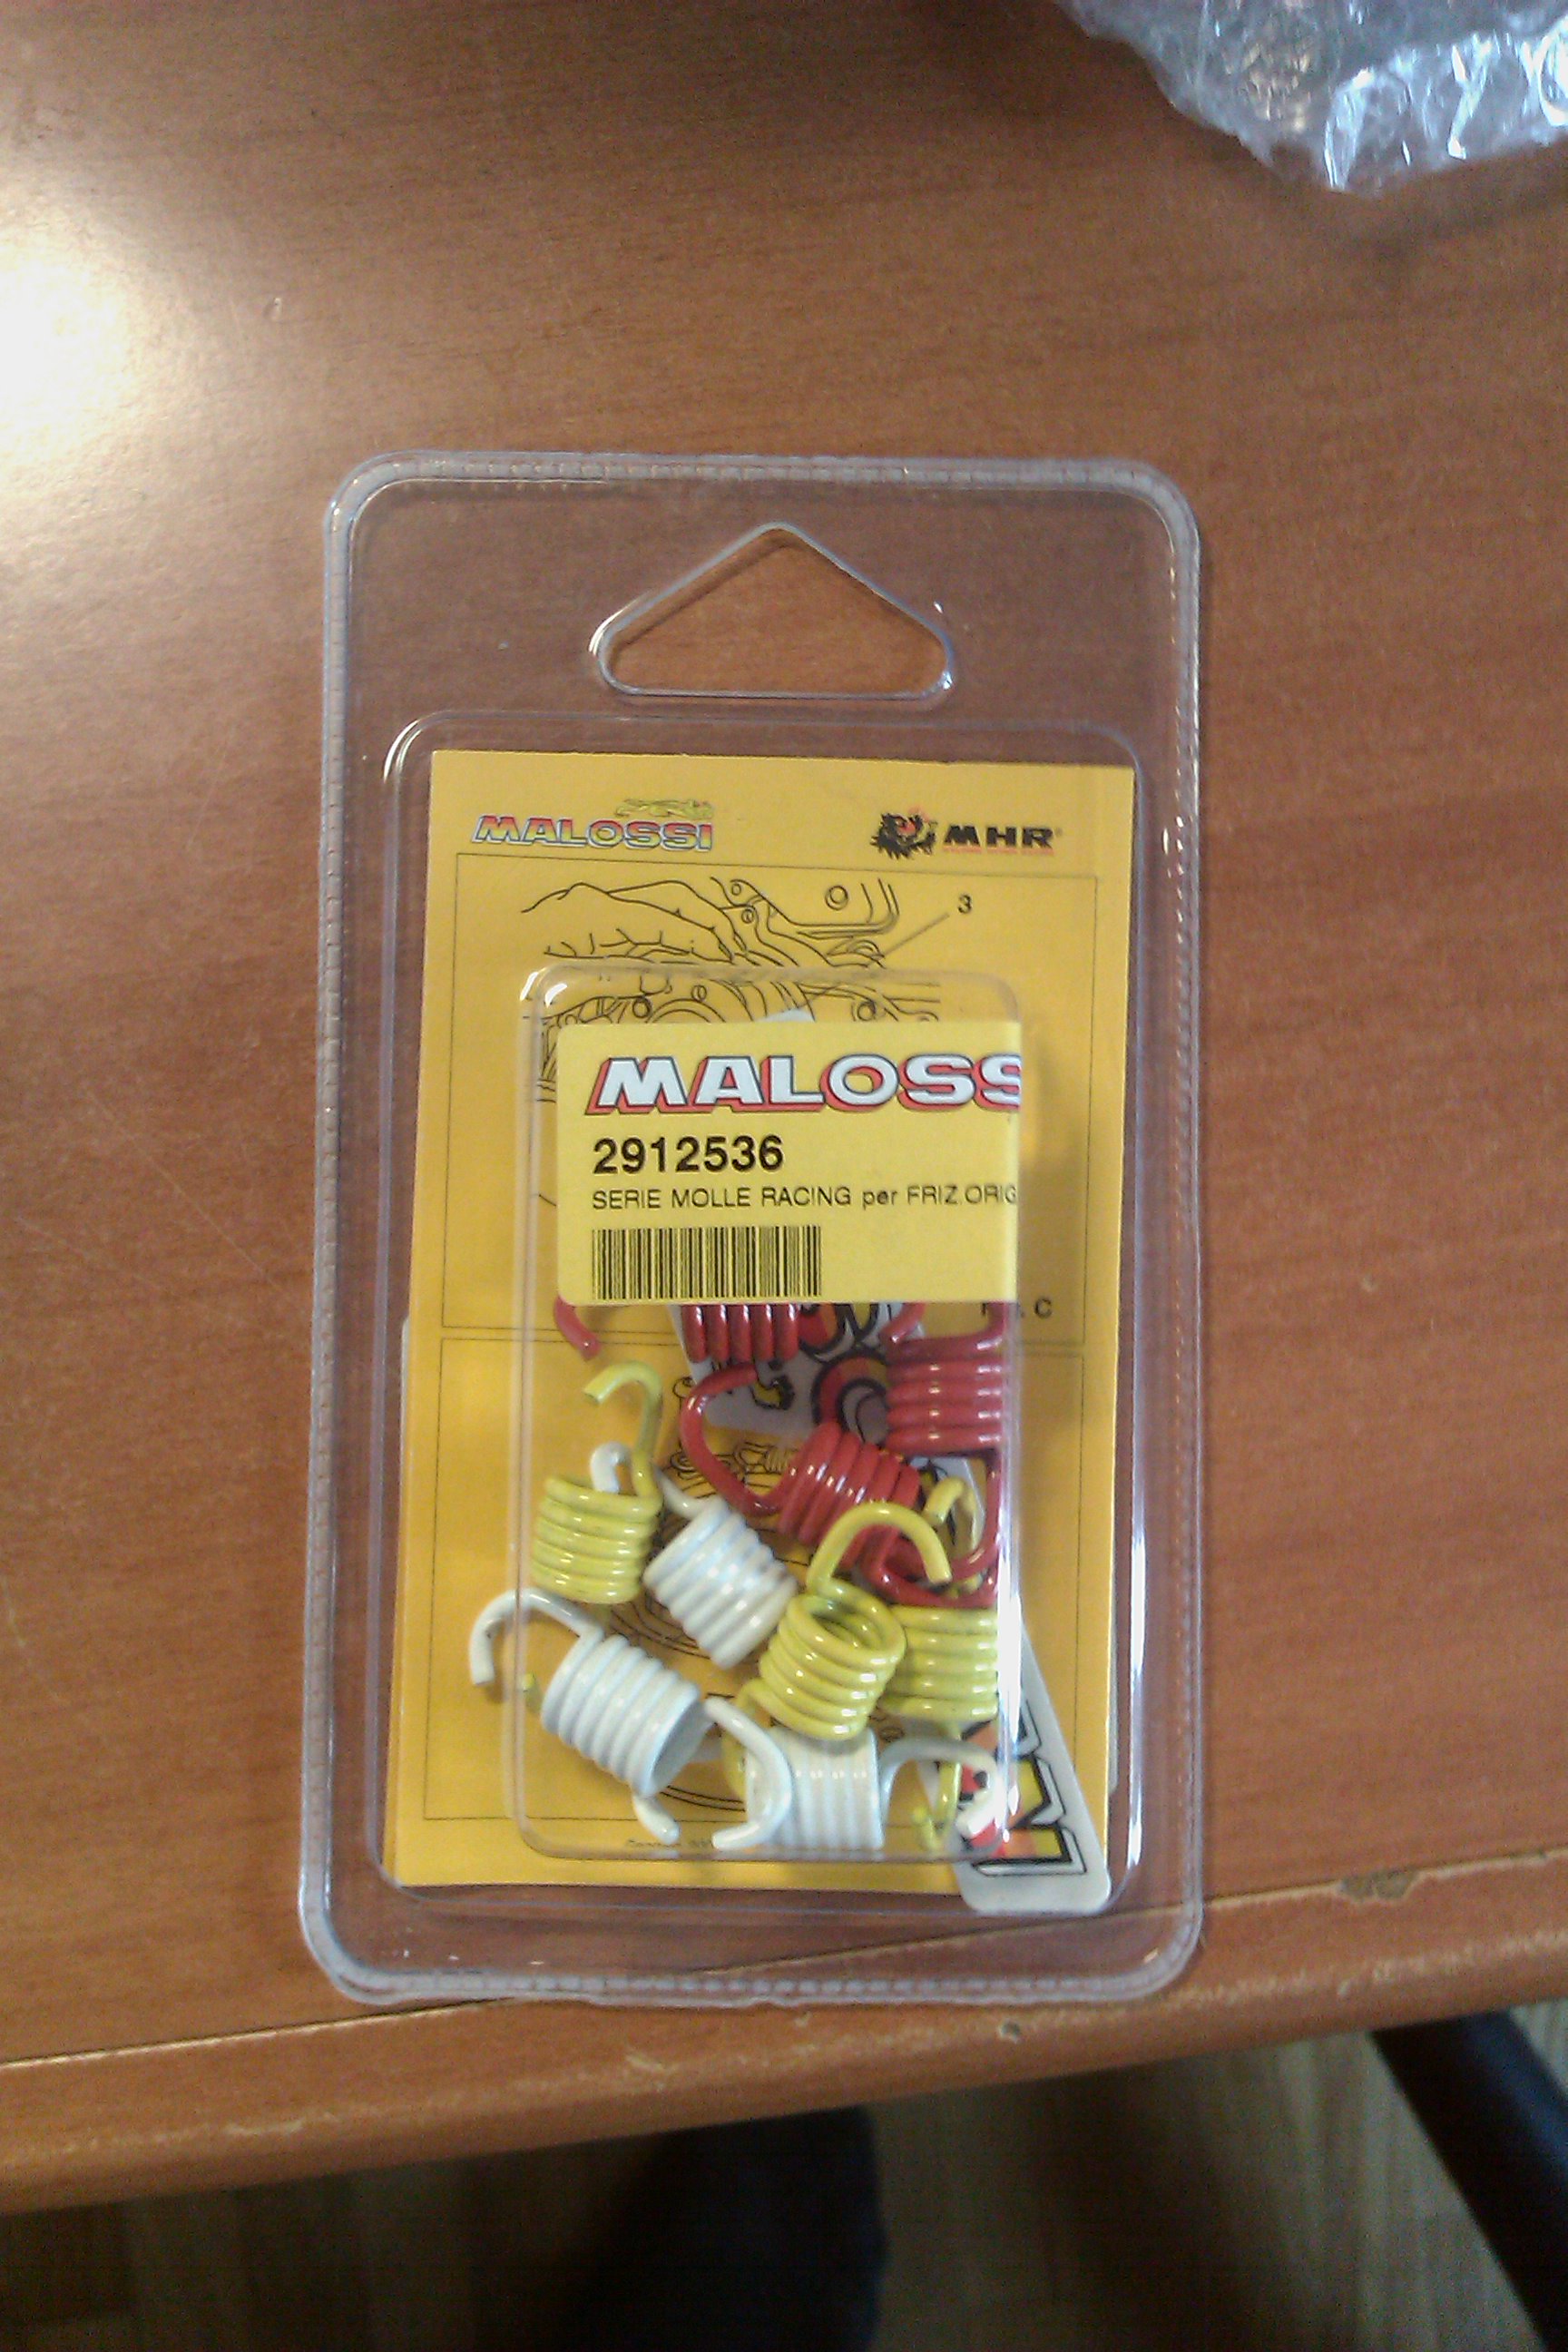 MALOSSI
MHR
3
MALOSS
2912536
SERIE MOLLE RACING per FRIZ.ORIG
C